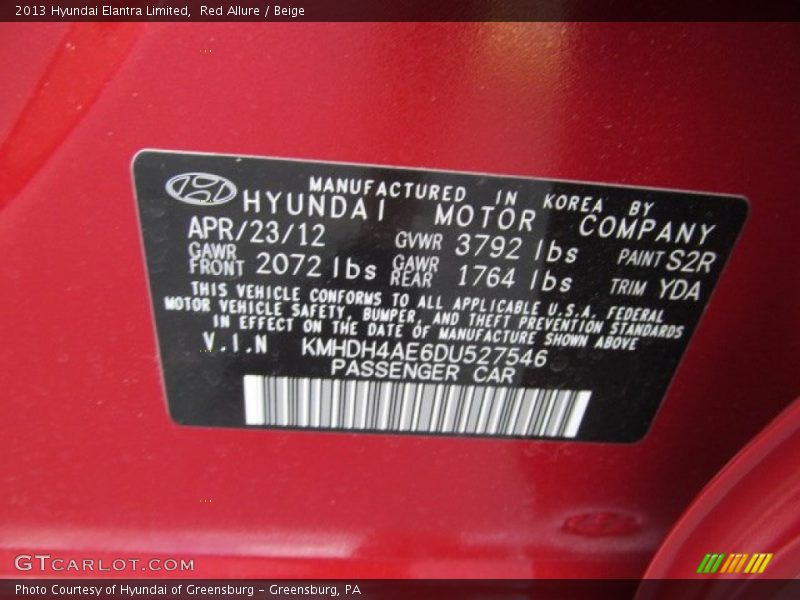 2013 Hyundai Elantra Limited, Red Allure / Beige
MANUFACTURED IN KOREA BY
HYUNDAI MOTOR COMPANY
APR/23/12 GVWR 3792 lbs PAINT S2R
GAWR FRONT 2072 lbs GAWR REAR 1764 lbs TRIM YDA
THIS VEHICLE CONFORMS TO ALL APPLICABLE U.S.A. FEDERAL
MOTOR VEHICLE SAFETY, BUMPER, AND THEFT PREVENTION STANDARDS
IN EFFECT ON THE DATE OF MANUFACTURE SHOWN ABOVE
V.I.N KMHDH4AE6DU527546
PASSENGER CAR
GTCARLOT.COM
Photo Courtesy of Hyundai of Greensburg - Greensburg, PA